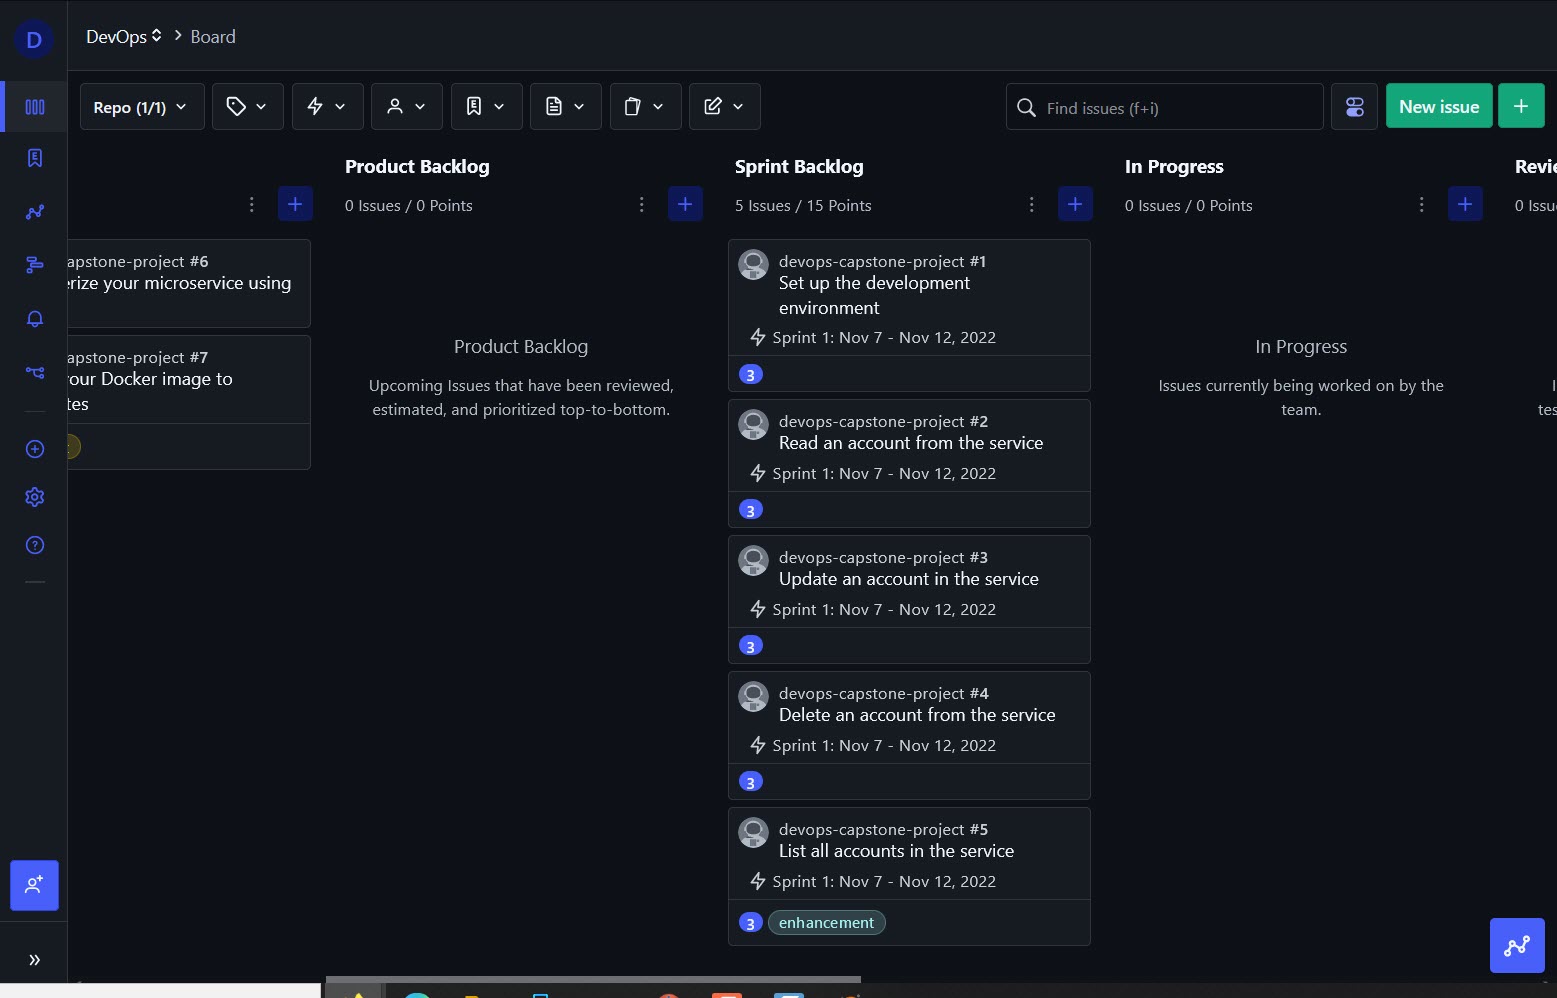 D
DevOps > Board
Repo (1/1)
Find issues (f+i)
New issue
+
apstone-project #6
erize your microservice using
apstone-project #7
our Docker image to
tes
Product Backlog
0 Issues / 0 Points
Product Backlog
Upcoming Issues that have been reviewed,
estimated, and prioritized top-to-bottom.
Sprint Backlog
5 Issues / 15 Points
devops-capstone-project #1
Set up the development
environment
Sprint 1: Nov 7 - Nov 12, 2022
3
devops-capstone-project #2
Read an account from the service
Sprint 1: Nov 7 - Nov 12, 2022
3
devops-capstone-project #3
Update an account in the service
Sprint 1: Nov 7 - Nov 12, 2022
3
devops-capstone-project #4
Delete an account from the service
Sprint 1: Nov 7 - Nov 12, 2022
3
devops-capstone-project #5
List all accounts in the service
Sprint 1: Nov 7 - Nov 12, 2022
3 enhancement
In Progress
0 Issues / 0 Points
In Progress
Issues currently being worked on by the
team.
Revie
0 Issu
tes